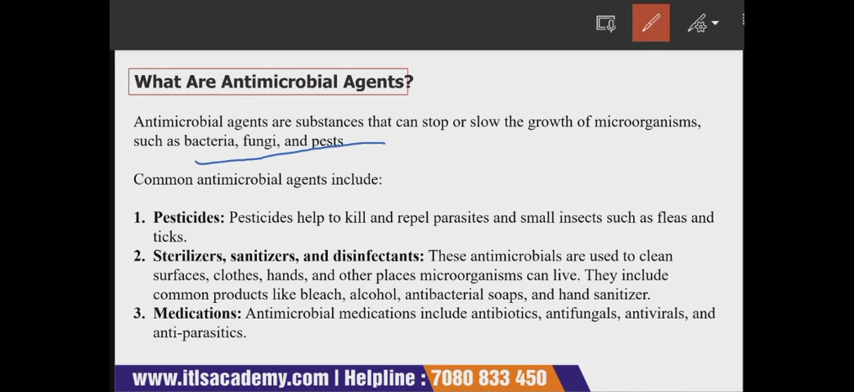 What Are Antimicrobial Agents?
Antimicrobial agents are substances that can stop or slow the growth of microorganisms,
such as bacteria, fungi, and pests
Common antimicrobial agents include:
1. Pesticides: Pesticides help to kill and repel parasites and small insects such as fleas and
ticks.
2. Sterilizers, sanitizers, and disinfectants: These antimicrobials are used to clean
surfaces, clothes, hands, and other places microorganisms can live. They include
common products like bleach, alcohol, antibacterial soaps, and hand sanitizer.
3. Medications: Antimicrobial medications include antibiotics, antifungals, antivirals, and
anti-parasitics.
www.itlsacademy.com | Helpline : 7080 833 450